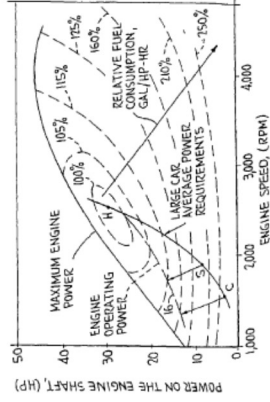 POWER ON THE ENGINE SHAFT, (HP)
50
40
30
20
10
0
MAXIMUM ENGINE
POWER
ENGINE
OPERATING
POWER
100%
105%
115%
125%
160%
RELATIVE FUEL
CONSUMPTION,
GAL/HP-HR
210%
250%
LARGE CAR
AVERAGE POWER
REQUIREMENTS
H
16
S
C
1,000
2,000
3,000
4,000
ENGINE SPEED, (RPM)